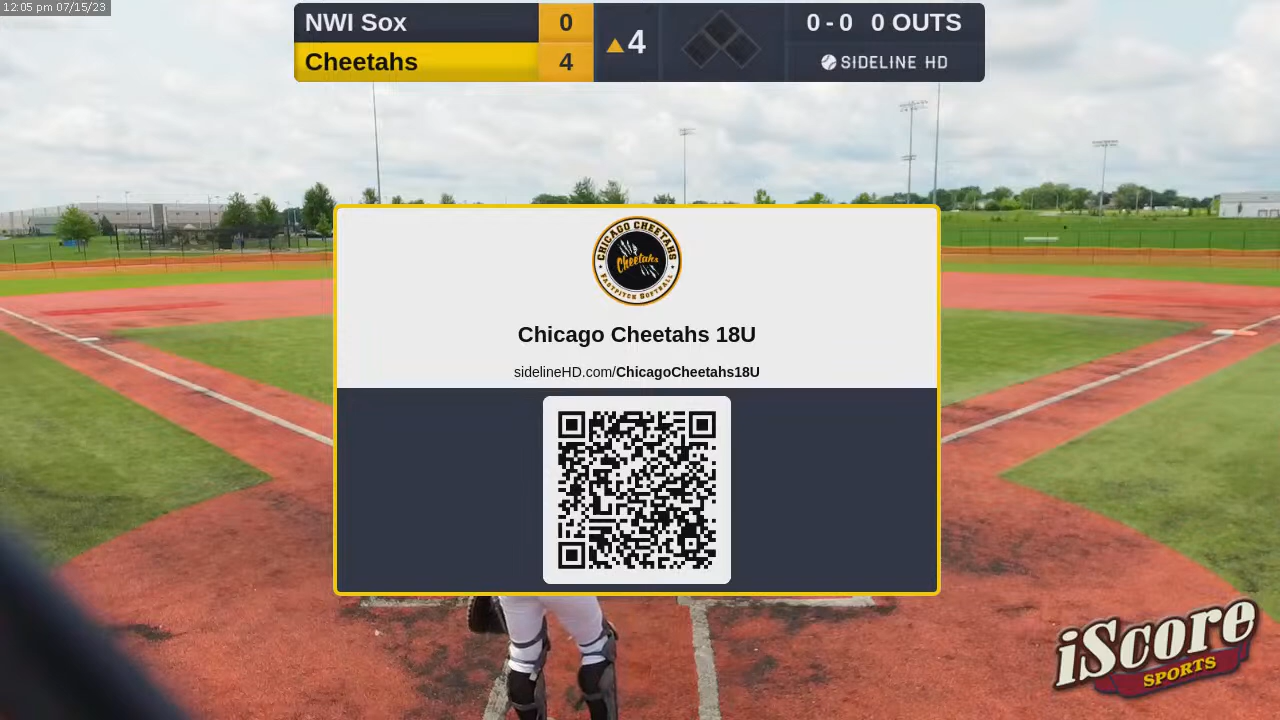 12:05 pm 07/15/23
NWI Sox 0
Cheetahs 4
▲4
0 - 0 0 OUTS
SIDELINE HD
CHICAGO CHEETAHS
Cheetahs
FASTPITCH SOFTBALL
Chicago Cheetahs 18U
sidelineHD.com/ChicagoCheetahs18U
iScore
SPORTS